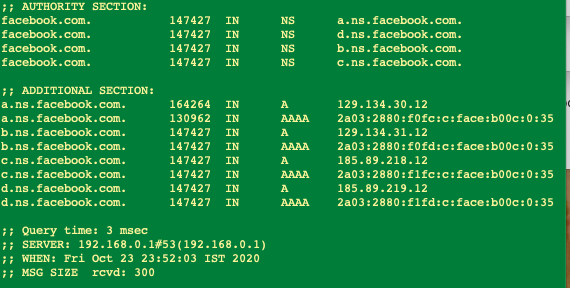 ;; AUTHORITY SECTION:
facebook.com. 147427 IN NS a.ns.facebook.com.
facebook.com. 147427 IN NS d.ns.facebook.com.
facebook.com. 147427 IN NS b.ns.facebook.com.
facebook.com. 147427 IN NS c.ns.facebook.com.
;; ADDITIONAL SECTION:
a.ns.facebook.com. 164264 IN A 129.134.30.12
a.ns.facebook.com. 130962 IN AAAA 2a03:2880:f0fc:c:face:b00c:0:35
b.ns.facebook.com. 147427 IN A 129.134.31.12
b.ns.facebook.com. 147427 IN AAAA 2a03:2880:f0fd:c:face:b00c:0:35
c.ns.facebook.com. 147427 IN A 185.89.218.12
c.ns.facebook.com. 147427 IN AAAA 2a03:2880:f1fc:c:face:b00c:0:35
d.ns.facebook.com. 147427 IN A 185.89.219.12
d.ns.facebook.com. 147427 IN AAAA 2a03:2880:f1fd:c:face:b00c:0:35
;; Query time: 3 msec
;; SERVER: 192.168.0.1#53(192.168.0.1)
;; WHEN: Fri Oct 23 23:52:03 IST 2020
;; MSG SIZE rcvd: 300